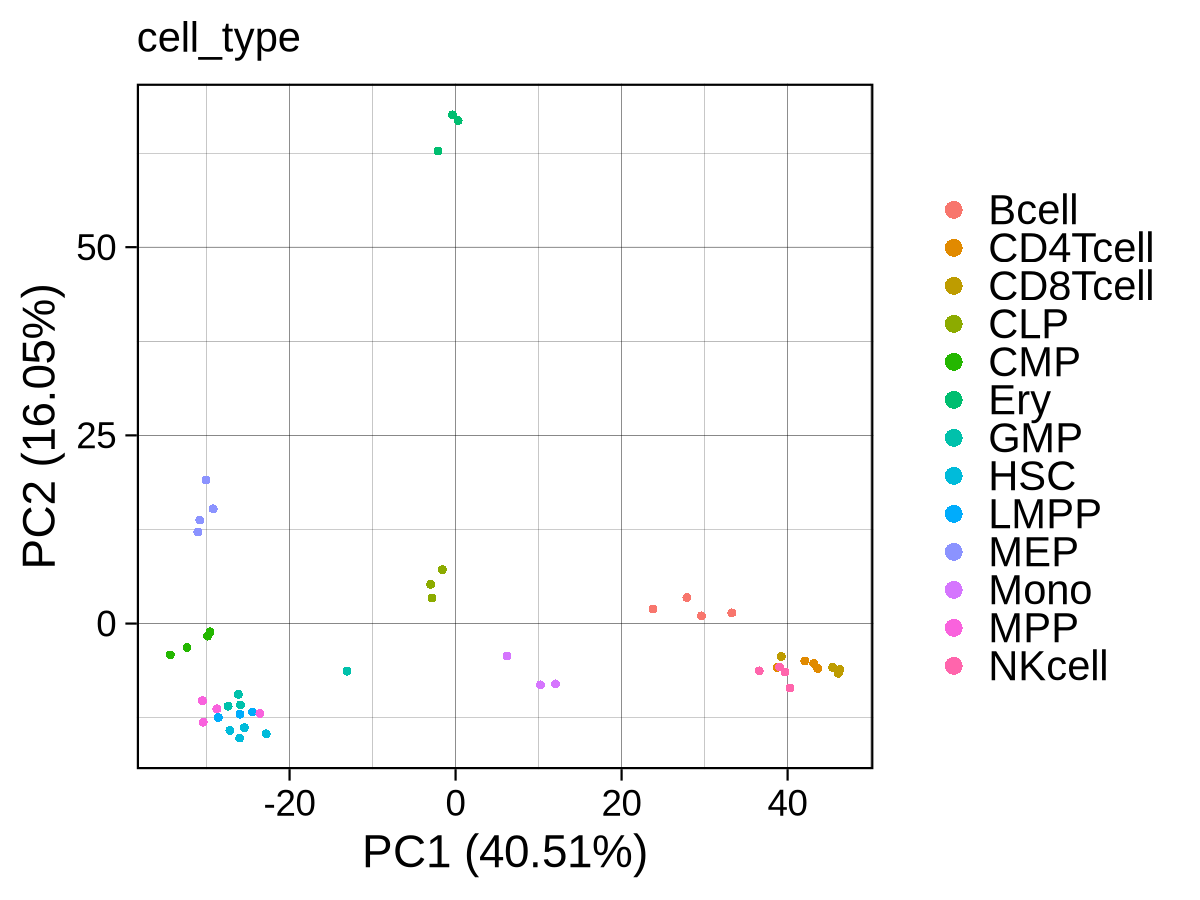 cell_type
50
25
0
PC2 (16.05%)
-20 0 20 40
PC1 (40.51%)
Bcell
CD4Tcell
CD8Tcell
CLP
CMP
Ery
GMP
HSC
LMPP
MEP
Mono
MPP
NKcell